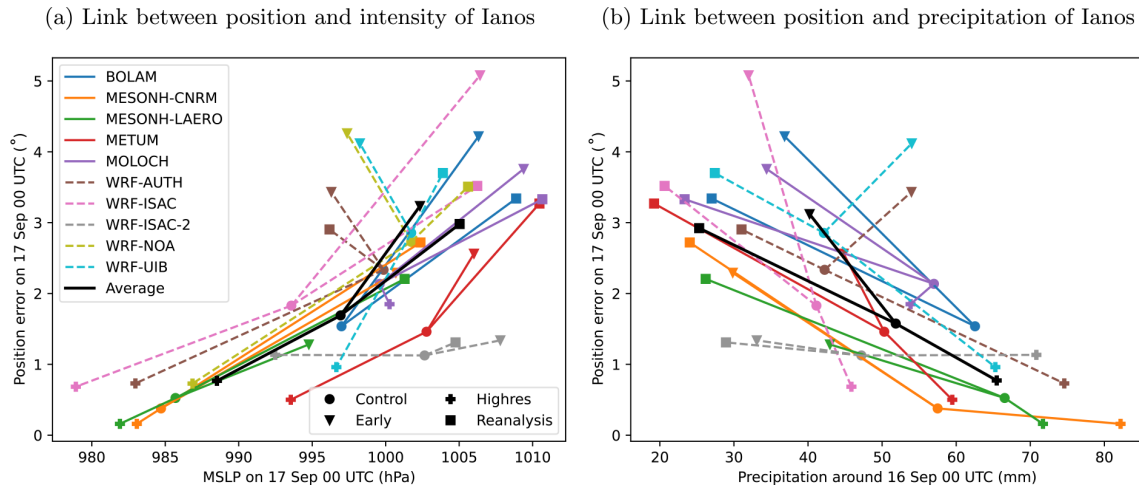 (a) Link between position and intensity of Ianos
(b) Link between position and precipitation of Ianos
Position error on 17 Sep 00 UTC (°)
5
4
3
2
1
0
BOLAM
MESONH-CNRM
MESONH-LAERO
METUM
MOLOCH
WRF-AUTH
WRF-ISAC
WRF-ISAC-2
WRF-NOA
WRF-UIB
Average
Control
Highres
Early
Reanalysis
980 985 990 995 1000 1005 1010
MSLP on 17 Sep 00 UTC (hPa)
Position error on 17 Sep 00 UTC (°)
5
4
3
2
1
0
20 30 40 50 60 70 80
Precipitation around 16 Sep 00 UTC (mm)